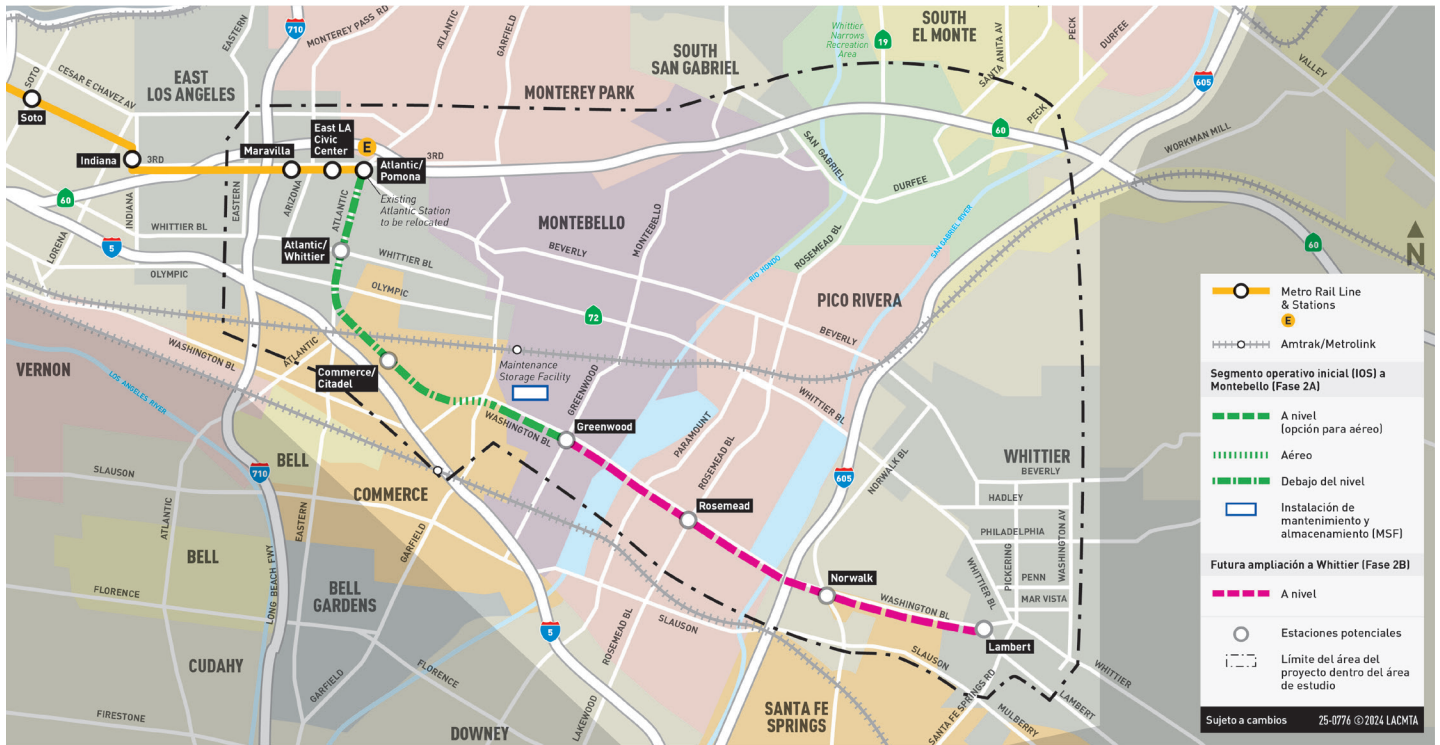 710
MONTEREY PASS RD
ATLANTIC
GARFIELD
EASTERN
SOTO
CESAR E CHAVEZ AV
EAST
LOS ANGELES
MONTEREY PARK
SOUTH
SAN GABRIEL
Whittier
Narrows
Recreation
Area
19
SOUTH
EL MONTE
SANTA ANITA AV
PECK
DURFEE
605
VALLEY
WORKMAN MILL
PECK
60
Soto
Indiana
3RD
Maravilla
East LA
Civic
Center
E
Atlantic/
Pomona
3RD
SAN GABRIEL
DURFEE
60
INDIANA
EASTERN
ARIZONA
ATLANTIC
Existing
Atlantic Station
to be relocated
MONTEBELLO
MONTEBELLO
BEVERLY
ROSEMEAD BL
SAN GABRIEL RIVER
RIO HONDO
60
N
LORENA
5
WHITTIER BL
OLYMPIC
Atlantic/
Whittier
WHITTIER BL
OLYMPIC
72
PICO RIVERA
BEVERLY
VERNON
WASHINGTON BL
LOS ANGELES RIVER
ATLANTIC
Commerce/
Citadel
Maintenance
Storage Facility
GREENWOOD
WASHINGTON BL
Greenwood
WHITTIER BL
PARAMOUNT
ROSEMEAD BL
NORWALK BL
WHITTIER
BEVERLY
HADLEY
PHILADELPHIA
PICKERING
WASHINGTON AV
PENN
MAR VISTA
WHITTIER BL
605
SLAUSON
710
BELL
COMMERCE
ATLANTIC
EASTERN
GARFIELD
Rosemead
Norwalk
WASHINGTON BL
Lambert
BELL
FLORENCE
LONG BEACH FWY
BELL
GARDENS
CUDAHY
GARFIELD
FLORENCE
FIRESTONE
DOWNEY
5
ROSEMEAD BL
LAKEWOOD
SLAUSON
SLAUSON
SANTA FE
SPRINGS
SANTA FE SPRINGS RD
MULBERRY
LAMBERT
WHITTIER
Metro Rail Line
& Stations
E
Amtrak/Metrolink
Segmento operativo inicial (IOS) a
Montebello (Fase 2A)
A nivel
(opción para aéreo)
Aéreo
Debajo del nivel
Instalación de
mantenimiento y
almacenamiento (MSF)
Futura ampliación a Whittier (Fase 2B)
A nivel
Estaciones potenciales
Límite del área del
proyecto dentro del área
de estudio
Sujeto a cambios 25-0776 ©2024 LACMTA